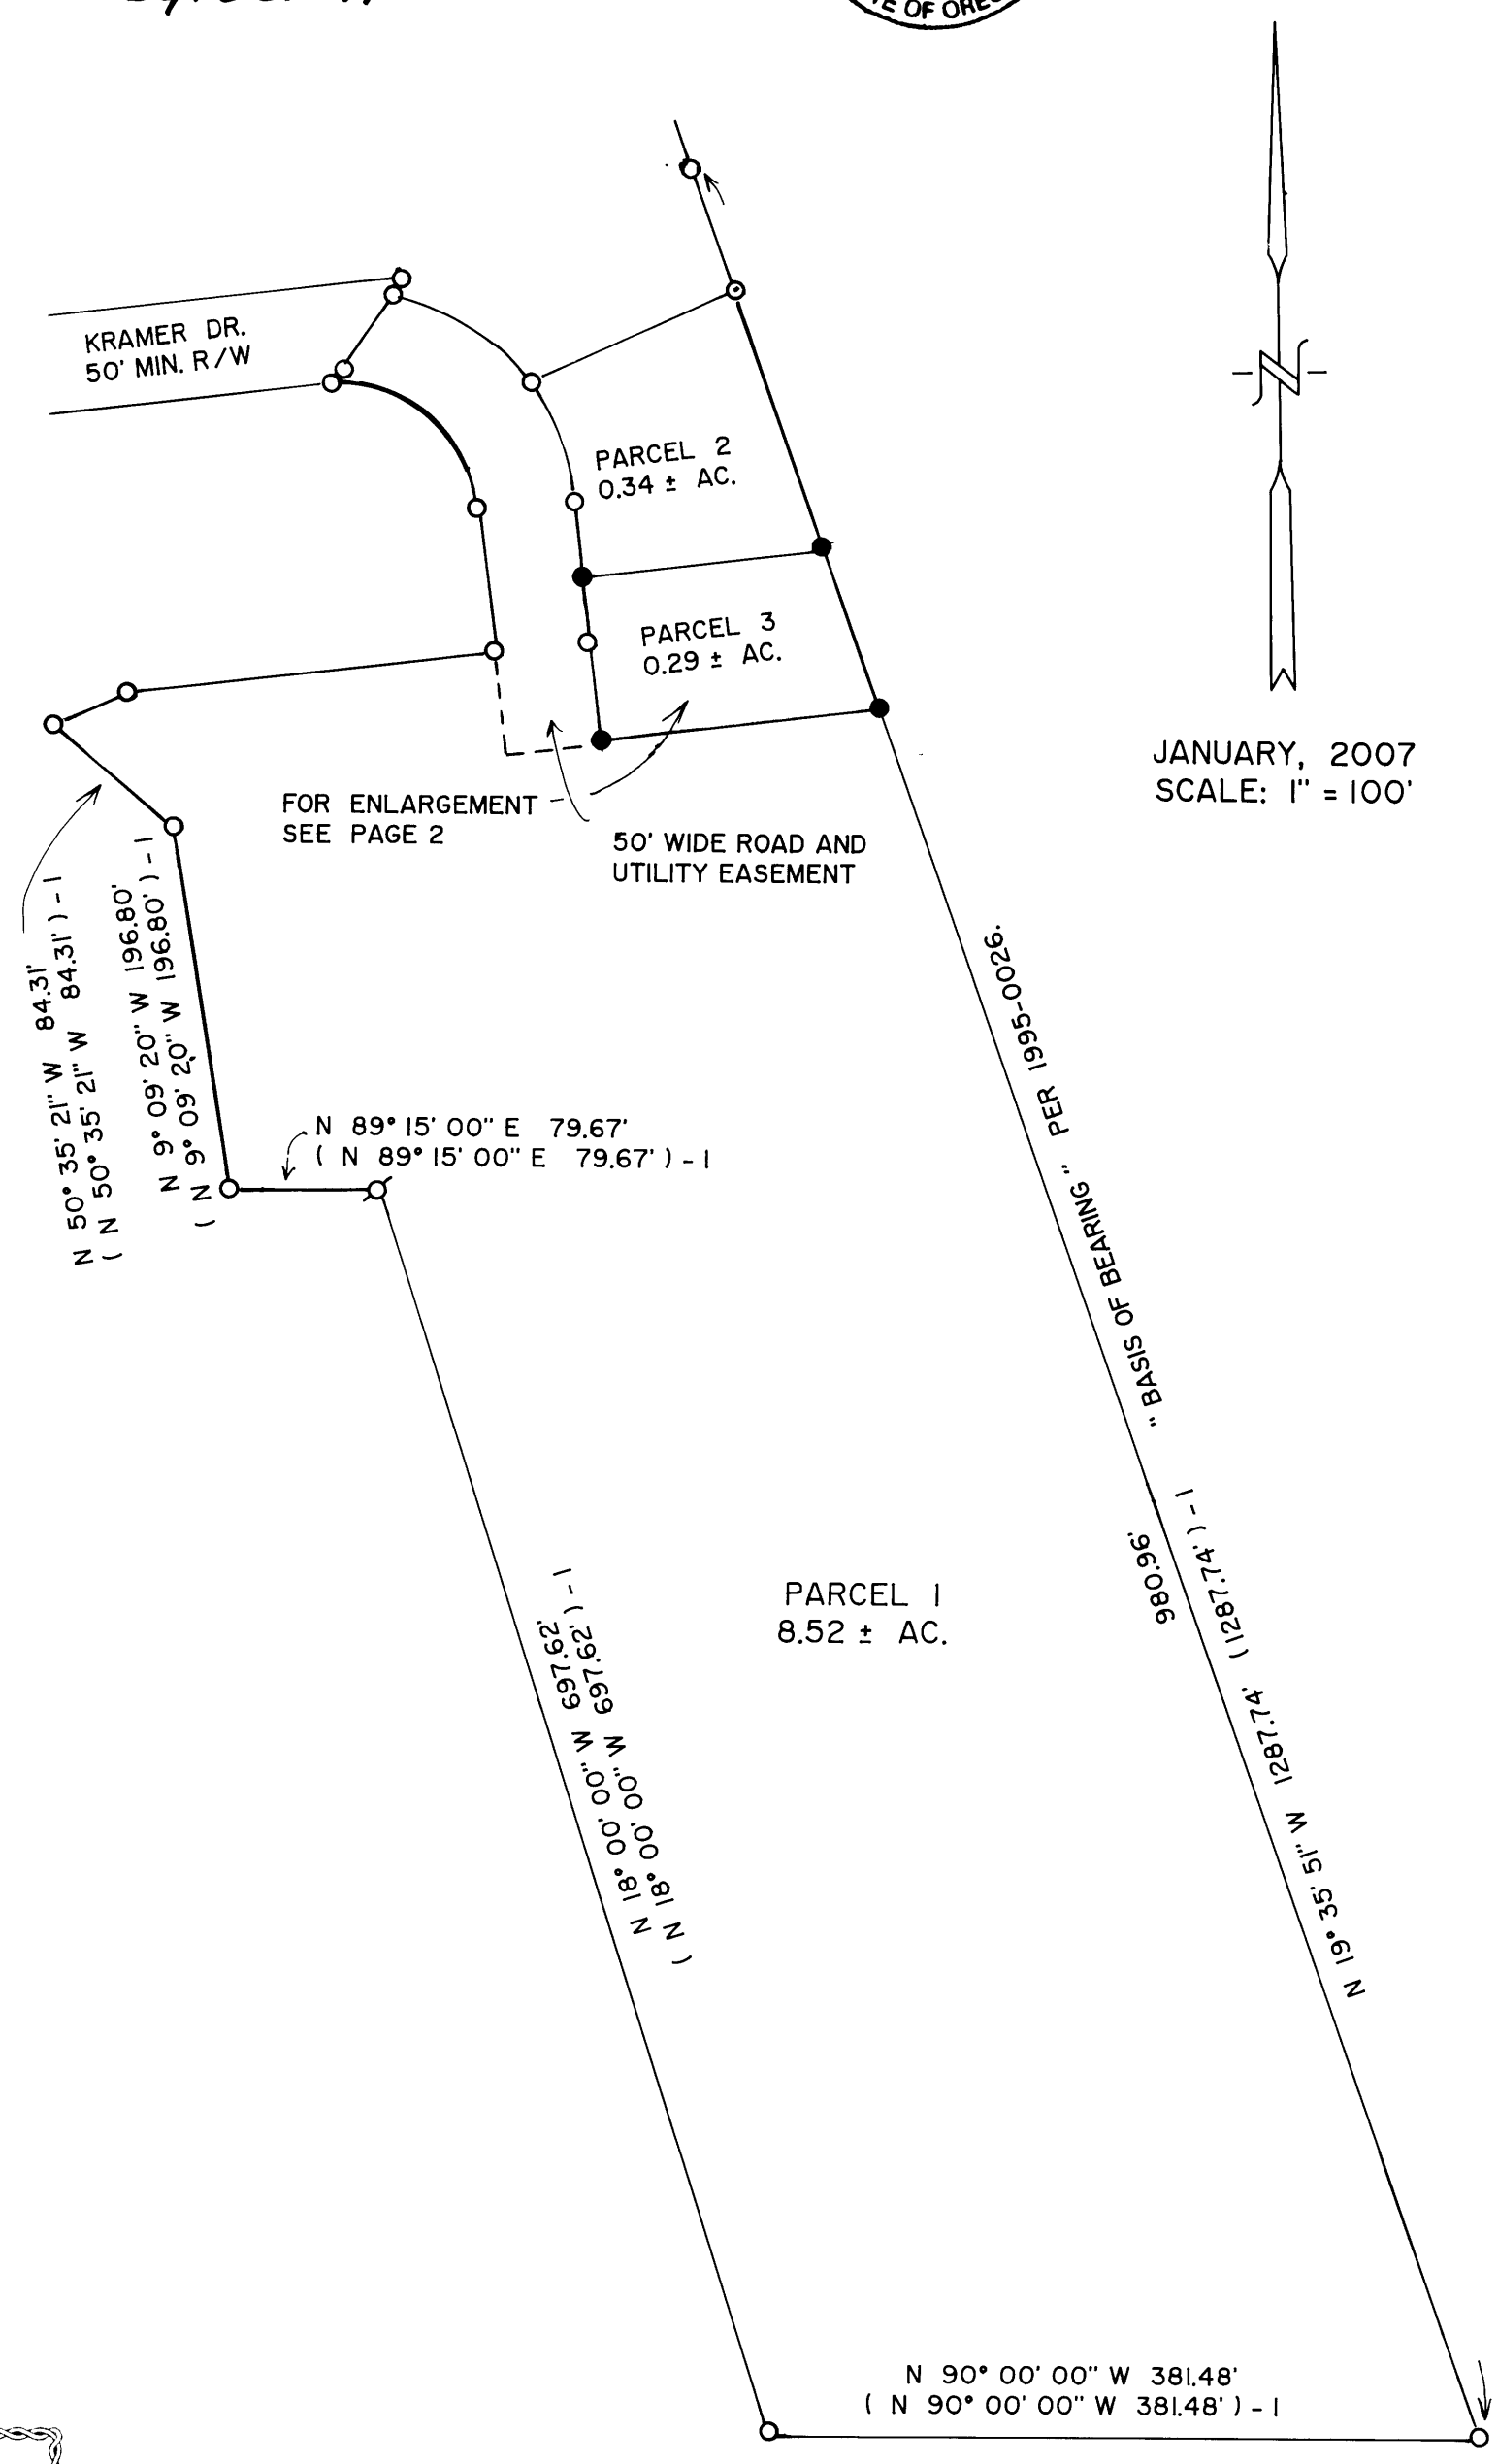 TE OF ORE
KRAMER DR.
50' MIN. R/W
PARCEL 2
0.34 ± AC.
PARCEL 3
0.29 ± AC.
N
JANUARY, 2007
SCALE: 1" = 100'
FOR ENLARGEMENT
SEE PAGE 2
50' WIDE ROAD AND
UTILITY EASEMENT
N 50° 35' 21" W 84.31'
( N 50° 35' 21" W 84.31' ) - 1
N 9° 09' 20" W 196.80'
( N 9° 09' 20" W 196.80' ) - 1
N 89° 15' 00" E 79.67'
( N 89° 15' 00" E 79.67' ) - 1
" BASIS OF BEARING " PER 1995-0026.
980.96'
N 19° 35' 51" W 1287.74' (1287.74' ) - 1
PARCEL 1
8.52 ± AC.
N 18° 00' 00" W 697.62'
( N 18° 00' 00" W 697.62' ) - 1
N 90° 00' 00" W 381.48'
( N 90° 00' 00" W 381.48' ) - 1